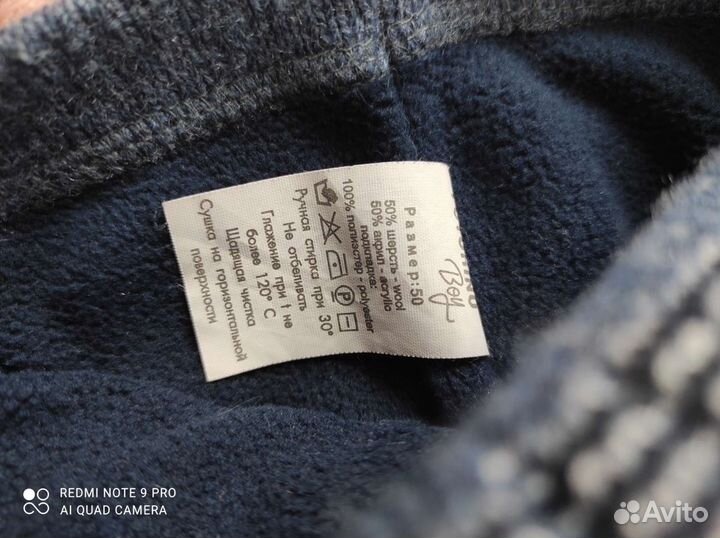 Boy
Размер:50
50% шерсть - wool
50% акрил - acrylic
подкладка:
100% полиэстер - polyester
Ручная стирка при 30°
Не отбеливать
Глажение при t не
более 120° C
Щадящая чистка
Сушка на горизонтальной
поверхности
REDMI NOTE 9 PRO
AI QUAD CAMERA
Avito